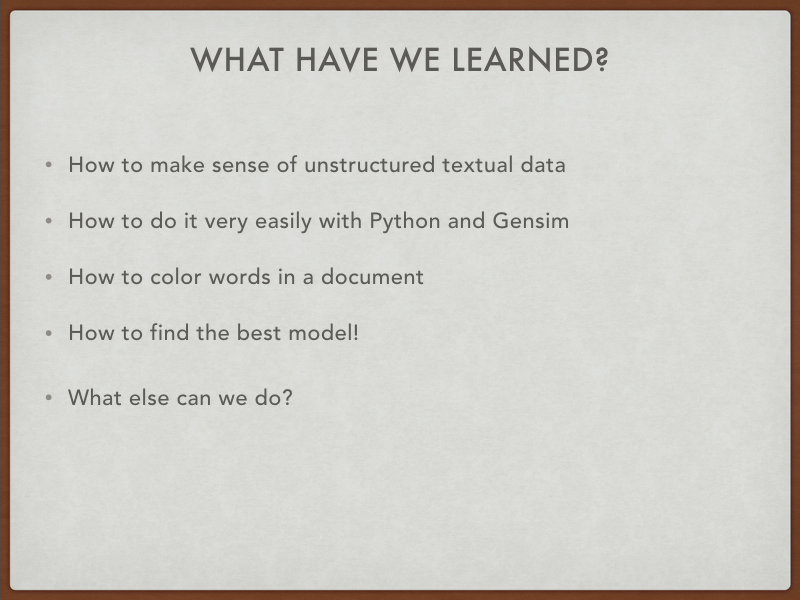 WHAT HAVE WE LEARNED?
• How to make sense of unstructured textual data
• How to do it very easily with Python and Gensim
• How to color words in a document
• How to find the best model!
• What else can we do?